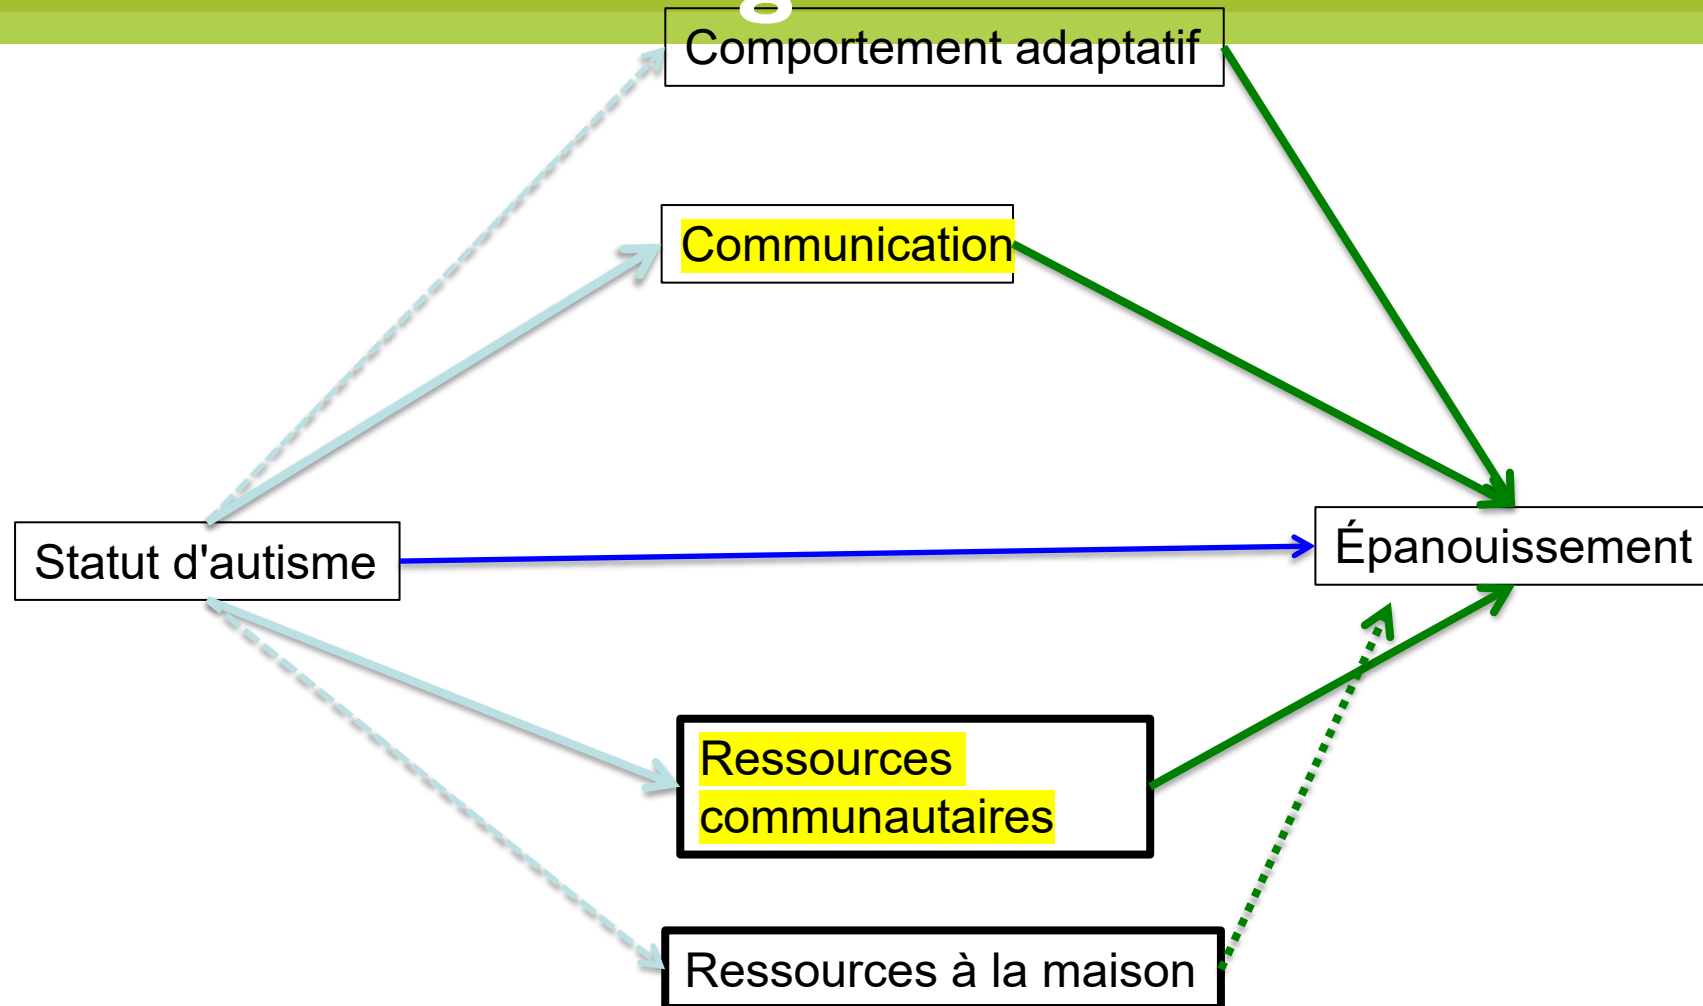 Comportement adaptatif
Communication
Statut d'autisme
Épanouissement
Ressources
communautaires
Ressources à la maison